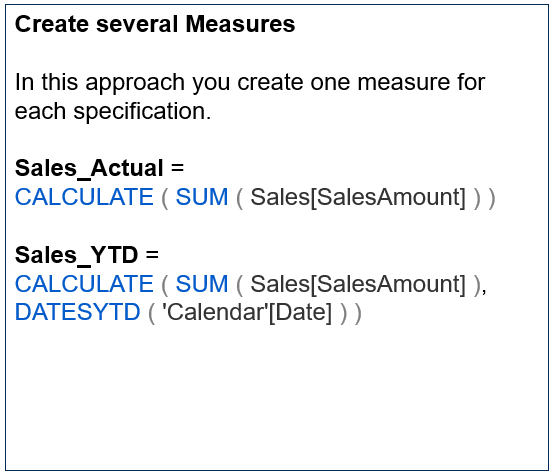 Create several Measures
In this approach you create one measure for
each specification.
Sales_Actual =
CALCULATE ( SUM ( Sales[SalesAmount] ) )
Sales_YTD =
CALCULATE ( SUM ( Sales[SalesAmount] ),
DATESYTD ( 'Calendar'[Date] ) )